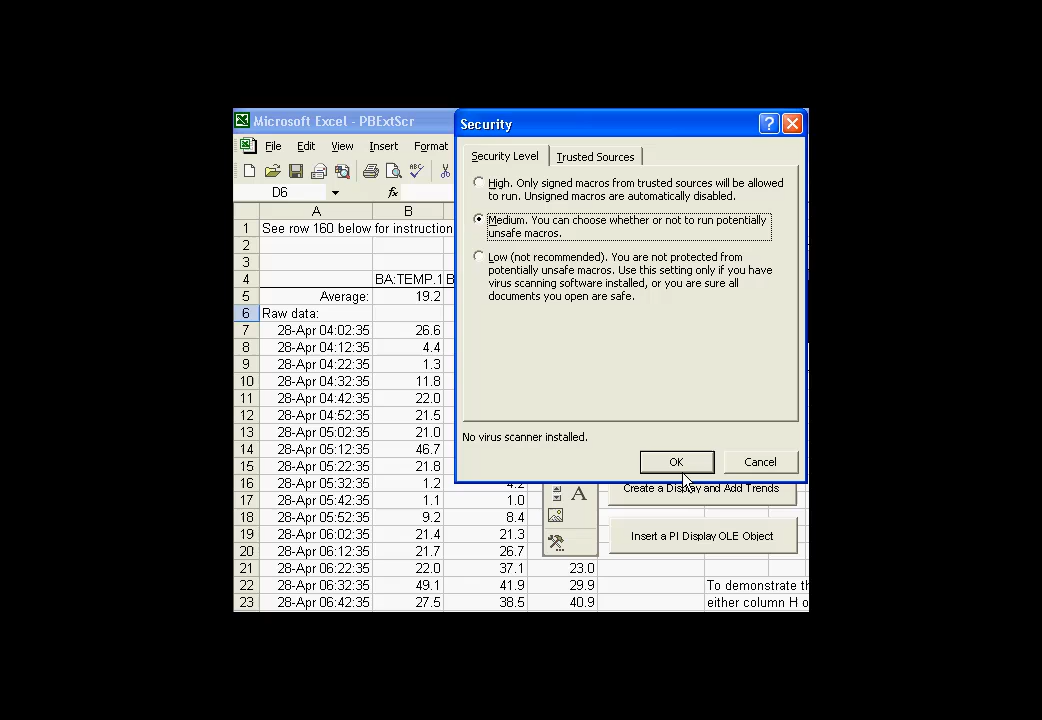 Microsoft Excel - PBExtScr
File Edit View Insert Format
D6 fx
A B
1 See row 160 below for instruction
2
3
4 BA:TEMP.1 B
5 Average: 19.2
6 Raw data:
7 28-Apr 04:02:35 26.6
8 28-Apr 04:12:35 4.4
9 28-Apr 04:22:35 1.3
10 28-Apr 04:32:35 11.8
11 28-Apr 04:42:35 22.0
12 28-Apr 04:52:35 21.5
13 28-Apr 05:02:35 21.0
14 28-Apr 05:12:35 46.7
15 28-Apr 05:22:35 21.8
16 28-Apr 05:32:35 1.2 4.2
17 28-Apr 05:42:35 1.1 1.0
18 28-Apr 05:52:35 9.2 8.4
19 28-Apr 06:02:35 21.4 21.3
20 28-Apr 06:12:35 21.7 26.7
21 28-Apr 06:22:35 22.0 37.1 23.0
22 28-Apr 06:32:35 49.1 41.9 29.9 To demonstrate th
23 28-Apr 06:42:35 27.5 38.5 40.9 either column H o
Security
Security Level Trusted Sources
High. Only signed macros from trusted sources will be allowed
to run. Unsigned macros are automatically disabled.
Medium. You can choose whether or not to run potentially
unsafe macros.
Low (not recommended). You are not protected from
potentially unsafe macros. Use this setting only if you have
virus scanning software installed, or you are sure all
documents you open are safe.
No virus scanner installed.
OK Cancel
Create a Display and Add Trends
Insert a PI Display OLE Object